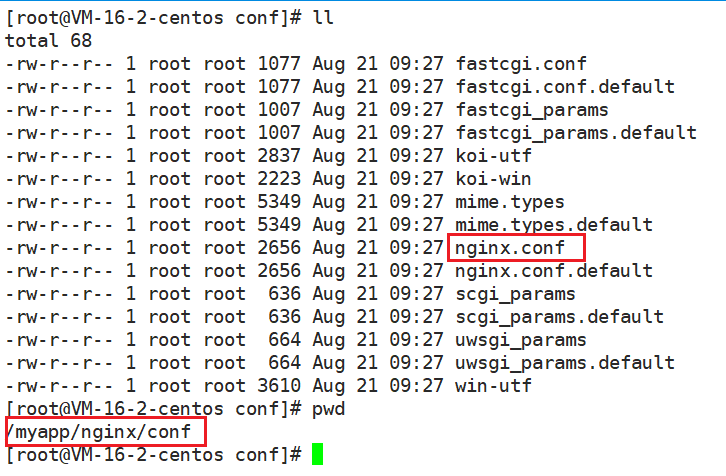 [root@VM-16-2-centos conf]# ll
total 68
-rw-r--r-- 1 root root 1077 Aug 21 09:27 fastcgi.conf
-rw-r--r-- 1 root root 1077 Aug 21 09:27 fastcgi.conf.default
-rw-r--r-- 1 root root 1007 Aug 21 09:27 fastcgi_params
-rw-r--r-- 1 root root 1007 Aug 21 09:27 fastcgi_params.default
-rw-r--r-- 1 root root 2837 Aug 21 09:27 koi-utf
-rw-r--r-- 1 root root 2223 Aug 21 09:27 koi-win
-rw-r--r-- 1 root root 5349 Aug 21 09:27 mime.types
-rw-r--r-- 1 root root 5349 Aug 21 09:27 mime.types.default
-rw-r--r-- 1 root root 2656 Aug 21 09:27 nginx.conf
-rw-r--r-- 1 root root 2656 Aug 21 09:27 nginx.conf.default
-rw-r--r-- 1 root root  636 Aug 21 09:27 scgi_params
-rw-r--r-- 1 root root  636 Aug 21 09:27 scgi_params.default
-rw-r--r-- 1 root root  664 Aug 21 09:27 uwsgi_params
-rw-r--r-- 1 root root  664 Aug 21 09:27 uwsgi_params.default
-rw-r--r-- 1 root root 3610 Aug 21 09:27 win-utf
[root@VM-16-2-centos conf]# pwd
/myapp/nginx/conf
[root@VM-16-2-centos conf]#